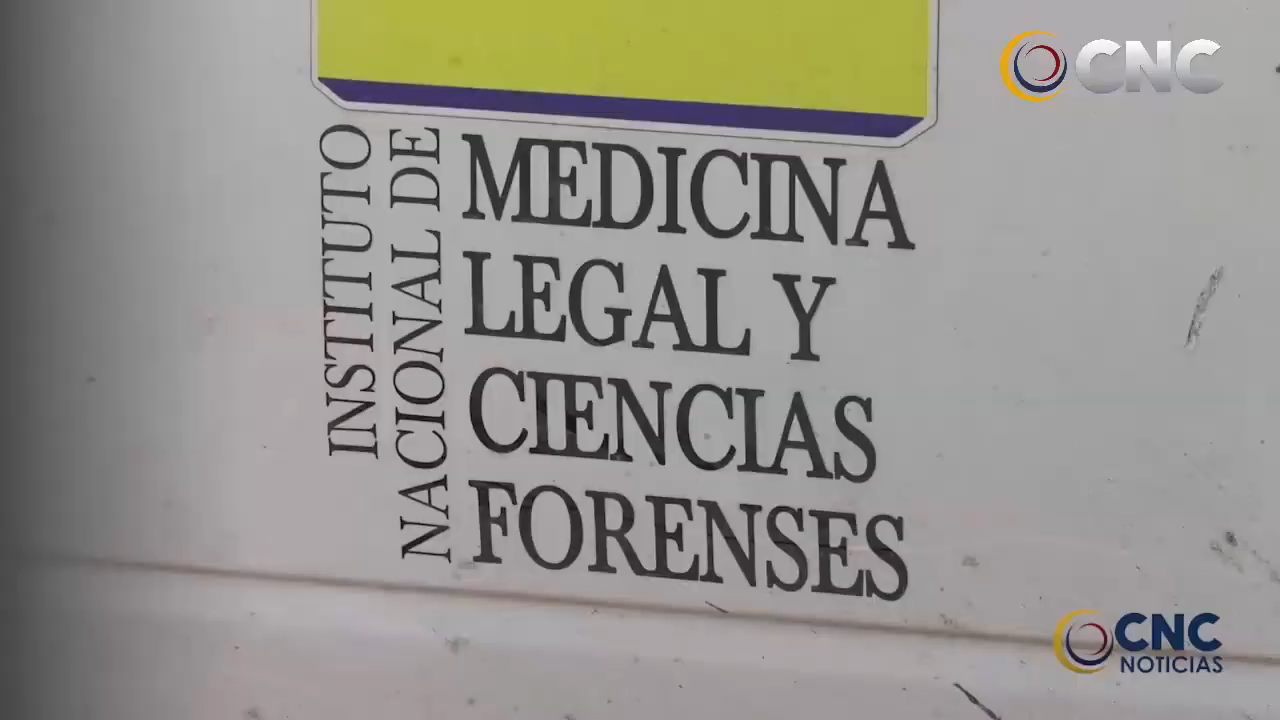 INSTITUTO
NACIONAL DE
MEDICINA
LEGAL Y
CIENCIAS
FORENSES
CNC
CNC
NOTICIAS